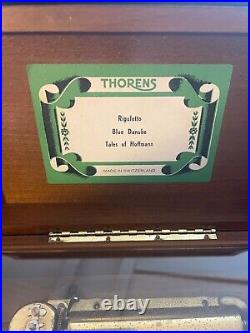 THORENS
Rigoletto
Blue Danube
Tales of Hoffmann
MADE IN SWITZERLAND